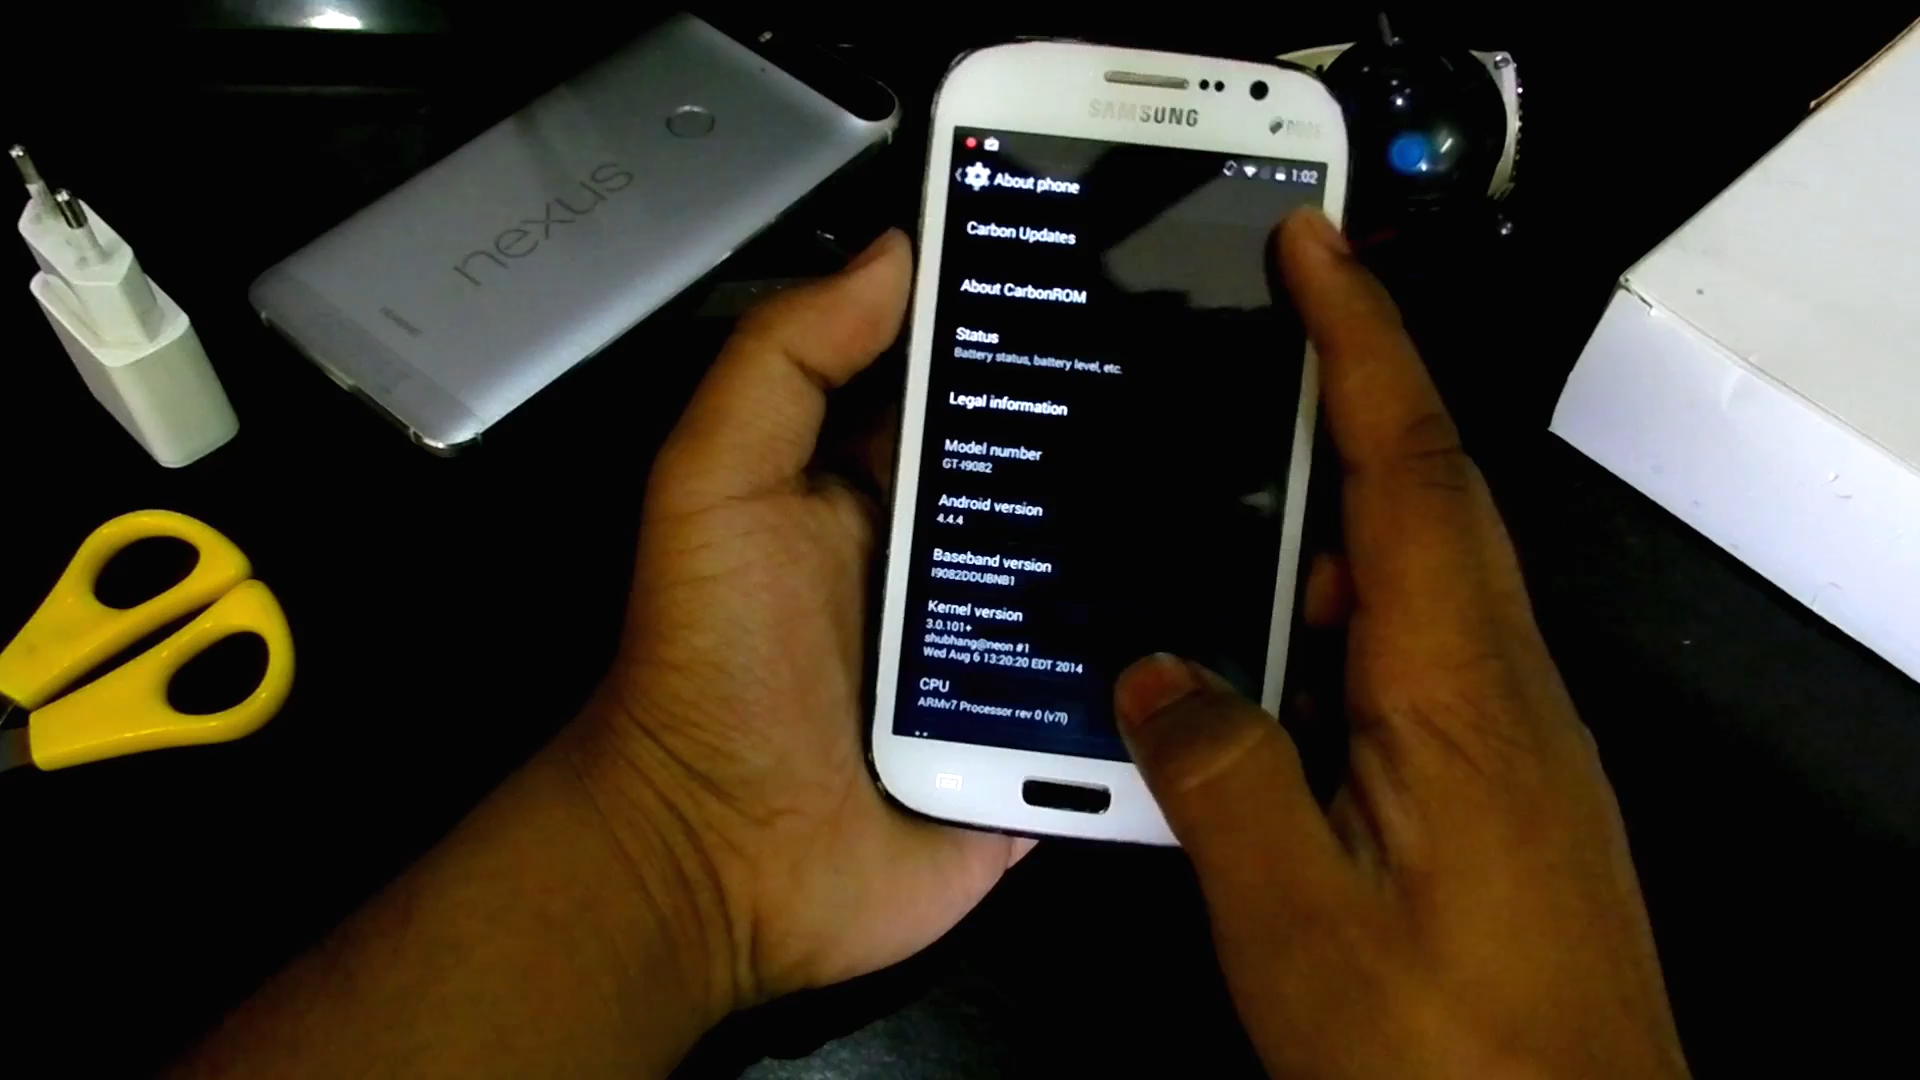 nexus
HUAWEI
SAMSUNG
DUOS
1:02
About phone
Carbon Updates
About CarbonROM
Status
Battery status, battery level, etc.
Legal information
Model number
GT-I9082
Android version
4.4.4
Baseband version
I9082DDUBNB1
Kernel version
3.0.101+
shubhang@neon #1
Wed Aug 6 13:20:20 EDT 2014
CPU
ARMv7 Processor rev 0 (v7l)